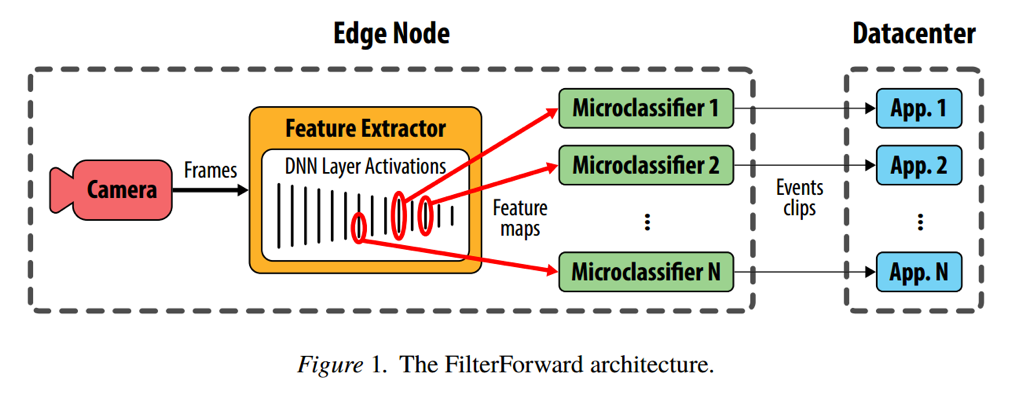 Edge Node
Datacenter
Camera
Frames
Feature Extractor
DNN Layer Activations
Feature
maps
Microclassifier 1
Microclassifier 2
⋮
Microclassifier N
Events
clips
App. 1
App. 2
⋮
App. N
Figure 1. The FilterForward architecture.